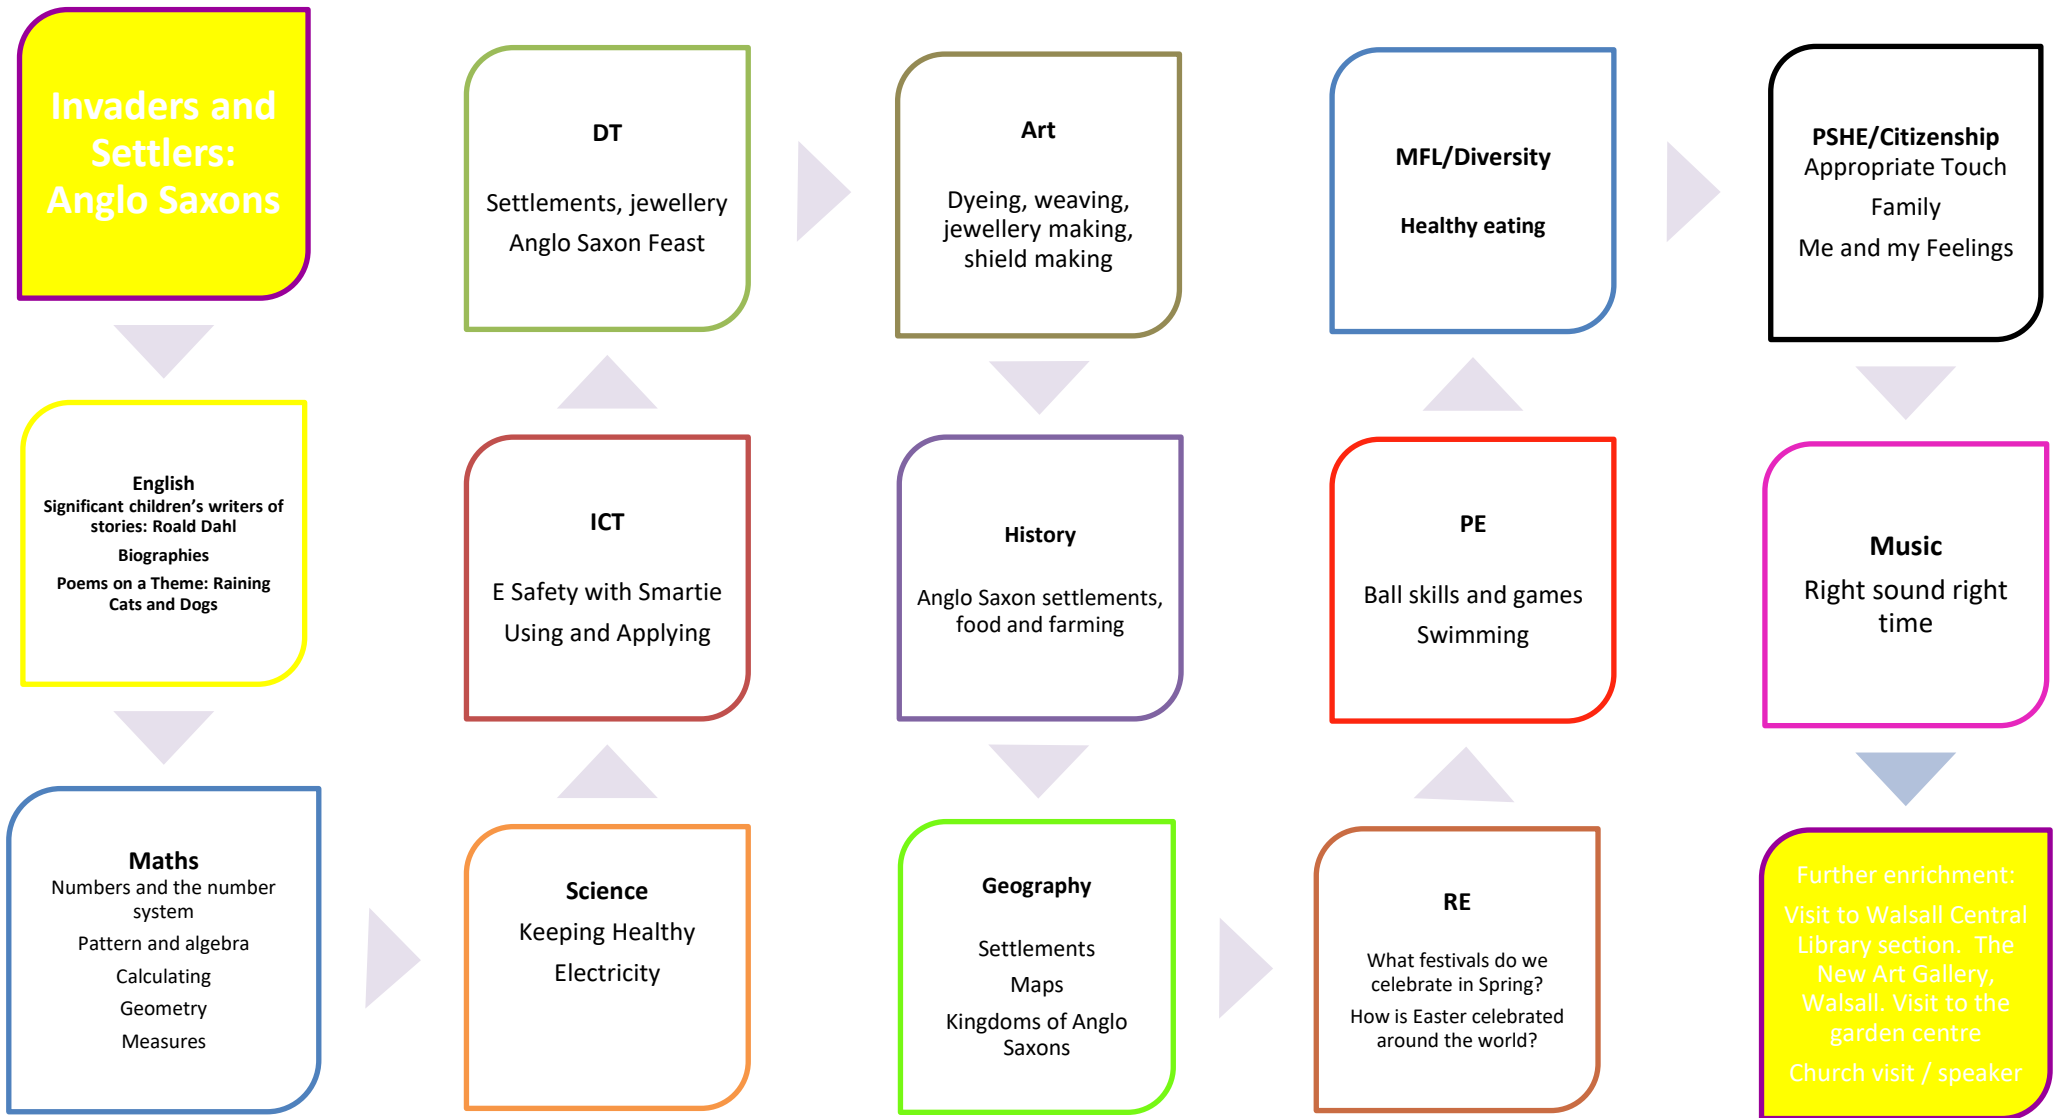 Invaders and
Settlers:
Anglo Saxons
English
Significant children's writers of
stories: Roald Dahl
Biographies
Poems on a Theme: Raining
Cats and Dogs
Maths
Numbers and the number
system
Pattern and algebra
Calculating
Geometry
Measures
Science
Keeping Healthy
Electricity
ICT
E Safety with Smartie
Using and Applying
DT
Settlements, jewellery
Anglo Saxon Feast
Art
Dyeing, weaving,
jewellery making,
shield making
History
Anglo Saxon settlements,
food and farming
Geography
Settlements
Maps
Kingdoms of Anglo
Saxons
RE
What festivals do we
celebrate in Spring?
How is Easter celebrated
around the world?
PE
Ball skills and games
Swimming
MFL/Diversity
Healthy eating
PSHE/Citizenship
Appropriate Touch
Family
Me and my Feelings
Music
Right sound right
time
Further enrichment:
Visit to Walsall Central
Library section. The
New Art Gallery,
Walsall. Visit to the
garden centre
Church visit / speaker